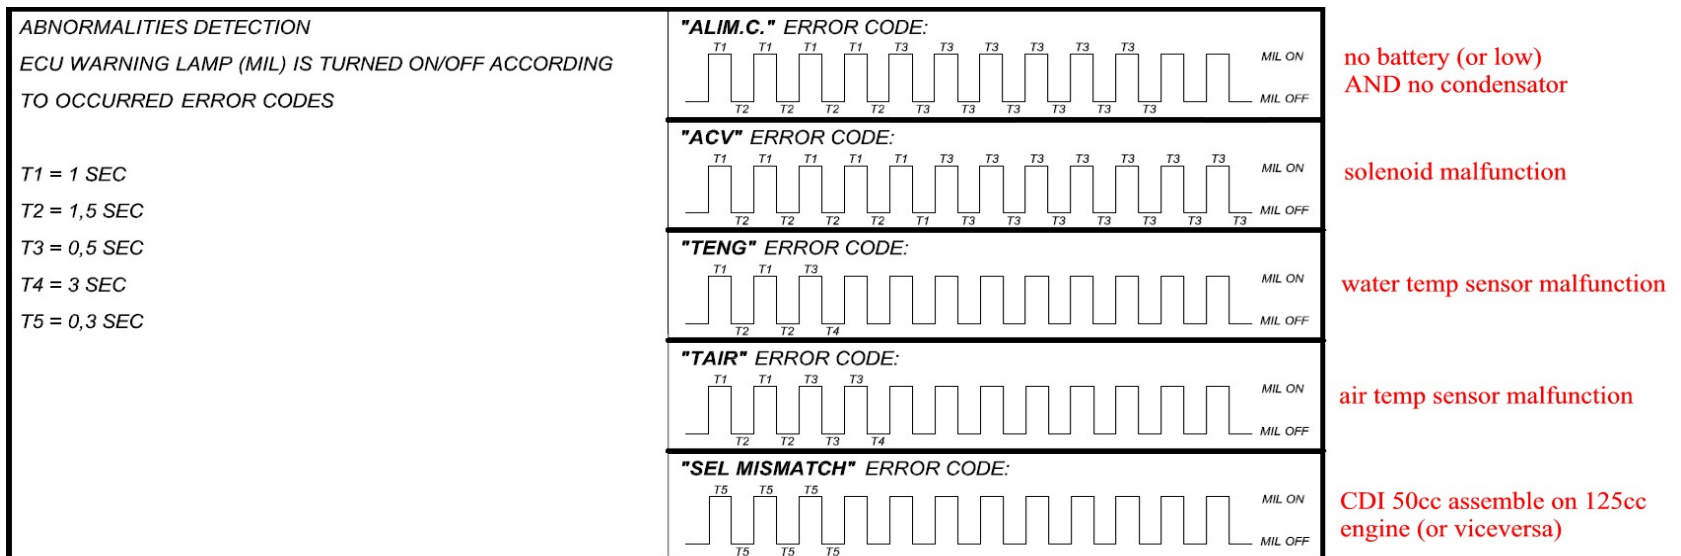 ABNORMALITIES DETECTION
ECU WARNING LAMP (MIL) IS TURNED ON/OFF ACCORDING
TO OCCURRED ERROR CODES
T1 = 1 SEC
T2 = 1,5 SEC
T3 = 0,5 SEC
T4 = 3 SEC
T5 = 0,3 SEC
"ALIM.C." ERROR CODE:
T1 T1 T1 T1 T3 T3 T3 T3 T3 T3
MIL ON
MIL OFF
T2 T2 T2 T2 T3 T3 T3 T3 T3 T3
no battery (or low)
AND no condensator
"ACV" ERROR CODE:
T1 T1 T1 T1 T1 T3 T3 T3 T3 T3 T3 T3
MIL ON
MIL OFF
T2 T2 T2 T2 T1 T3 T3 T3 T3 T3 T3 T3
solenoid malfunction
"TENG" ERROR CODE:
T1 T1 T3
MIL ON
MIL OFF
T2 T2 T4
water temp sensor malfunction
"TAIR" ERROR CODE:
T1 T1 T3 T3
MIL ON
MIL OFF
T2 T2 T3 T4
air temp sensor malfunction
"SEL MISMATCH" ERROR CODE:
T5 T5 T5
MIL ON
MIL OFF
T5 T5 T5
CDI 50cc assemble on 125cc
engine (or viceversa)